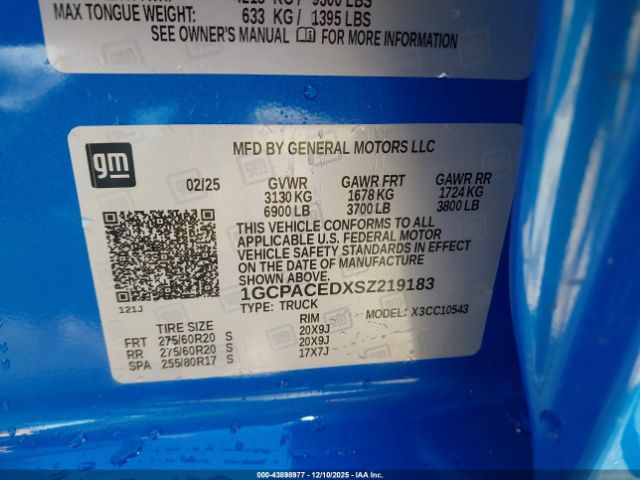 MAX TONGUE WEIGHT: 633 KG / 1395 LBS
SEE OWNER'S MANUAL FOR MORE INFORMATION
gm
MFD BY GENERAL MOTORS LLC
02/25 GVWR GAWR FRT GAWR RR
3130 KG 1678 KG 1724 KG
6900 LB 3700 LB 3800 LB
THIS VEHICLE CONFORMS TO ALL
APPLICABLE U.S. FEDERAL MOTOR
VEHICLE SAFETY STANDARDS IN EFFECT
ON THE DATE OF MANUFACTURE
SHOWN ABOVE.
1GCPACEDXSZ219183
121J TYPE: TRUCK MODEL: X3CC10543
TIRE SIZE RIM
FRT 275/60R20 S 20X9J
RR 275/60R20 S 20X9J
SPA 255/80R17 S 17X7J
000-43898977 - 12/10/2025 - IAAI.COM